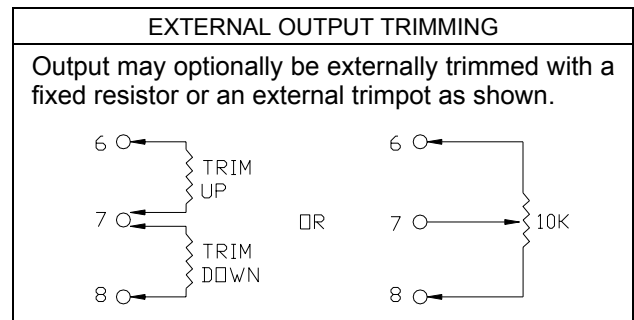 EXTERNAL OUTPUT TRIMMING
Output may optionally be externally trimmed with a
fixed resistor or an external trimpot as shown.
6
TRIM
UP
7
TRIM
DOWN
8
OR
6
7
10K
8